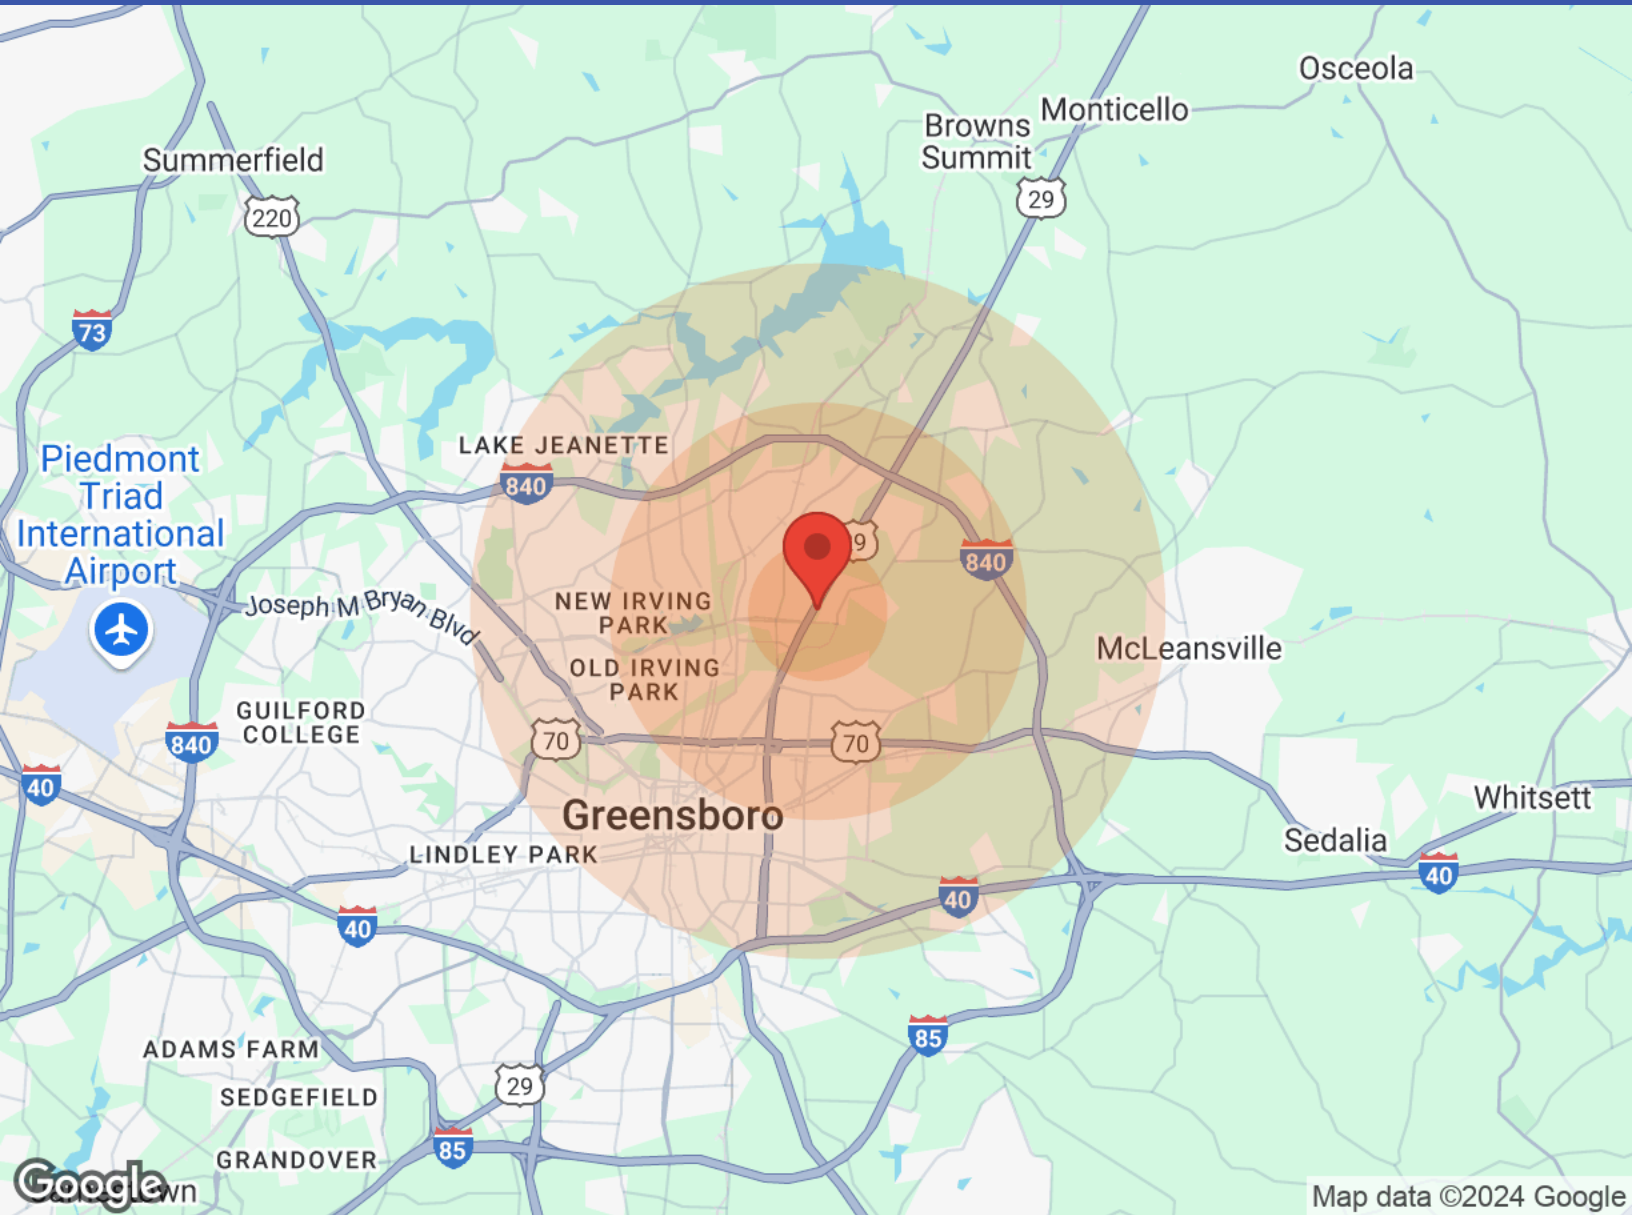 Osceola
Monticello
Browns
Summit
29
Summerfield
220
73
LAKE JEANETTE
840
Piedmont
Triad
International
Airport
9
840
Joseph M Bryan Blvd
NEW IRVING
PARK
McLeansville
OLD IRVING
PARK
GUILFORD
COLLEGE
840
70
70
40
Whitsett
Greensboro
Sedalia
LINDLEY PARK
40
40
40
85
ADAMS FARM
29
SEDGEFIELD
85
GRANDOVER
Google
Map data ©2024 Google